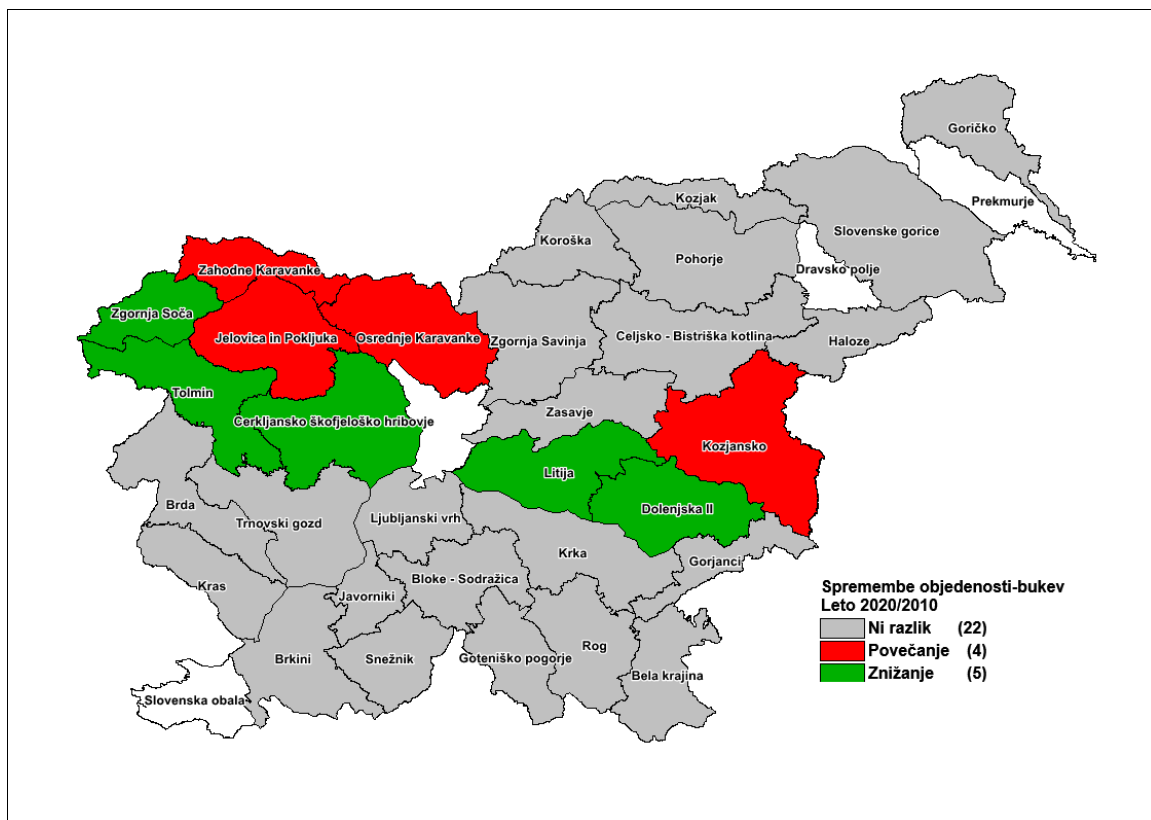 Goričko
Prekmurje
Kozjak
Slovenske gorice
Koroška
Pohorje
Dravsko polje
Zahodne Karavanke
Zgornja Soča
Jelovica in Pokljuka
Osrednje Karavanke
Zgornja Savinja
Celjsko - Bistriška kotlina
Haloze
Tolmin
Cerkljansko škofjeloško hribovje
Zasavje
Kozjansko
Litija
Dolenjska II
Brda
Trnovski gozd
Ljubljanski vrh
Krka
Gorjanci
Kras
Javorniki
Bloke - Sodražica
Brkini
Snežnik
Goteniško pogorje
Rog
Bela krajina
Slovenska obala
Spremembe objedenosti-bukev
Leto 2020/2010
Ni razlik (22)
Povečanje (4)
Znižanje (5)